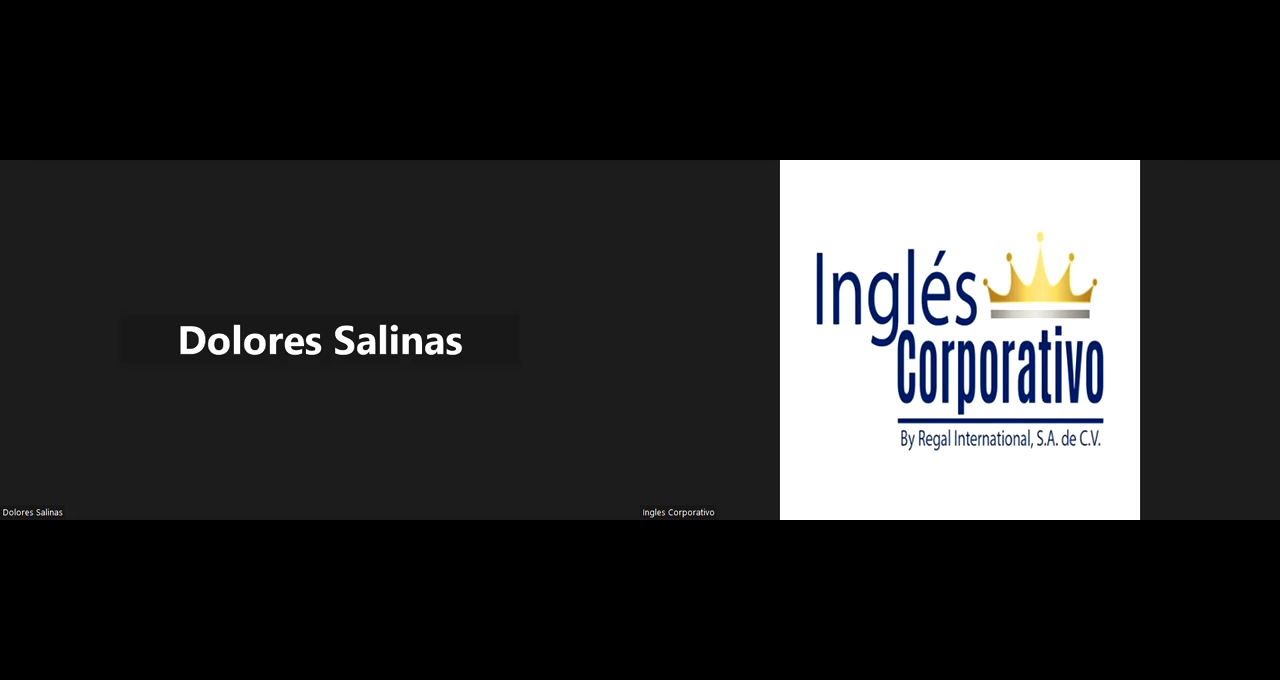 Dolores Salinas
Inglés
Corporativo
By Regal International, S.A. de C.V.
Dolores Salinas
Ingles Corporativo